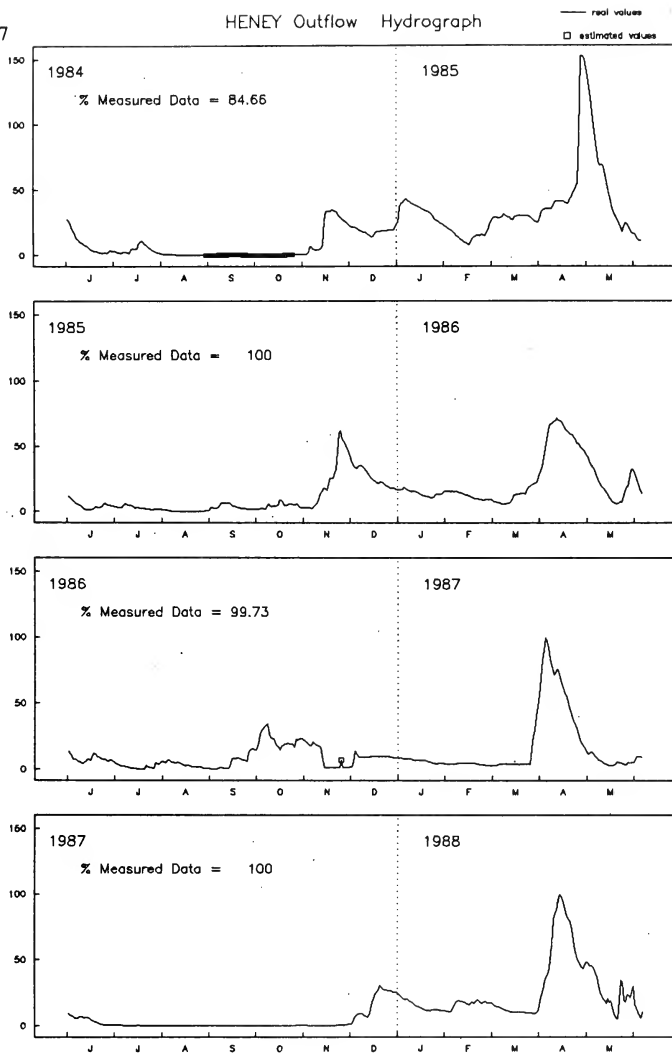 7
HENEY Outflow Hydrograph
real values
estimated values
1984
1985
% Measured Data = 84.66
150
100
50
0
J J A S O N D J F M A M
1985
1986
% Measured Data = 100
150
100
50
0
J J A S O N D J F M A M
1986
1987
% Measured Data = 99.73
150
100
50
0
J J A S O N D J F M A M
1987
1988
% Measured Data = 100
150
100
50
0
J J A S O N D J F M A M